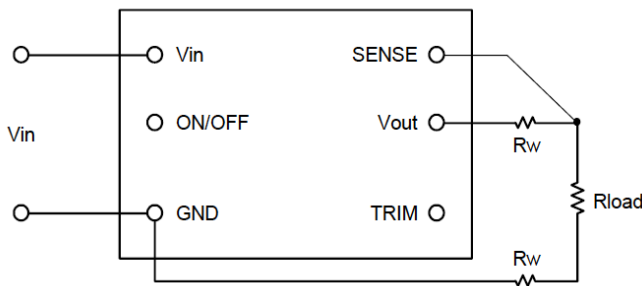 Vin SENSE
Vin ON/OFF Vout
Rw
Rload
GND TRIM
Rw